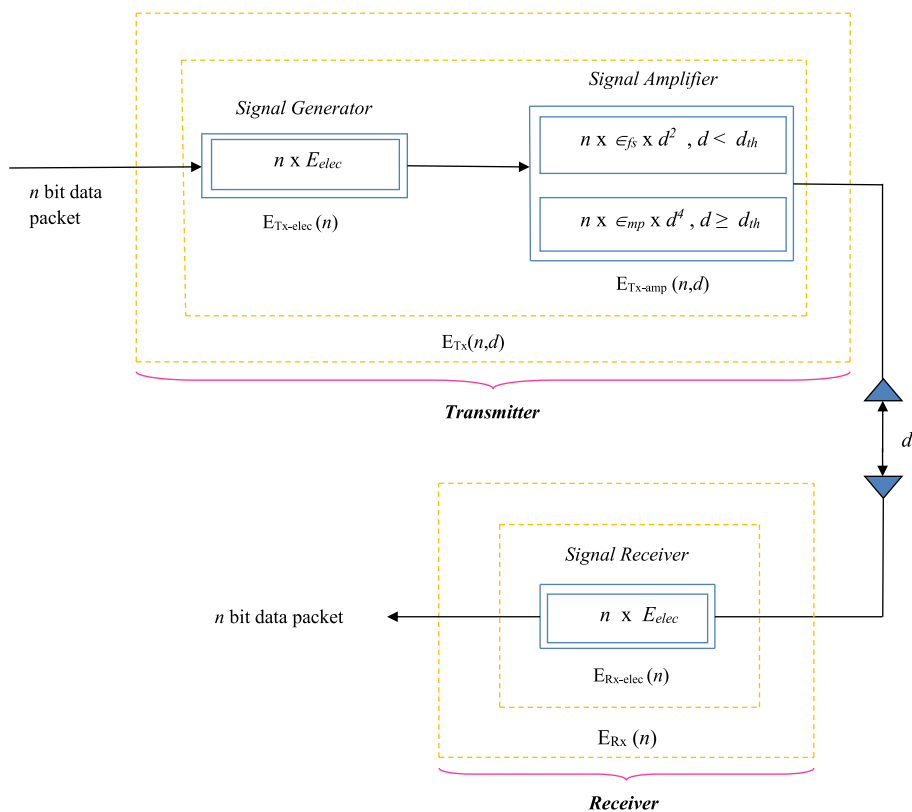 Signal Generator
n x E_elec
E_Tx-elec (n)
n bit data
packet
Signal Amplifier
n x ∈_fs x d^2 , d < d_th
n x ∈_mp x d^4 , d ≥ d_th
E_Tx-amp (n,d)
E_Tx(n,d)
Transmitter
d
Signal Receiver
n x E_elec
n bit data packet
E_Rx-elec (n)
E_Rx (n)
Receiver